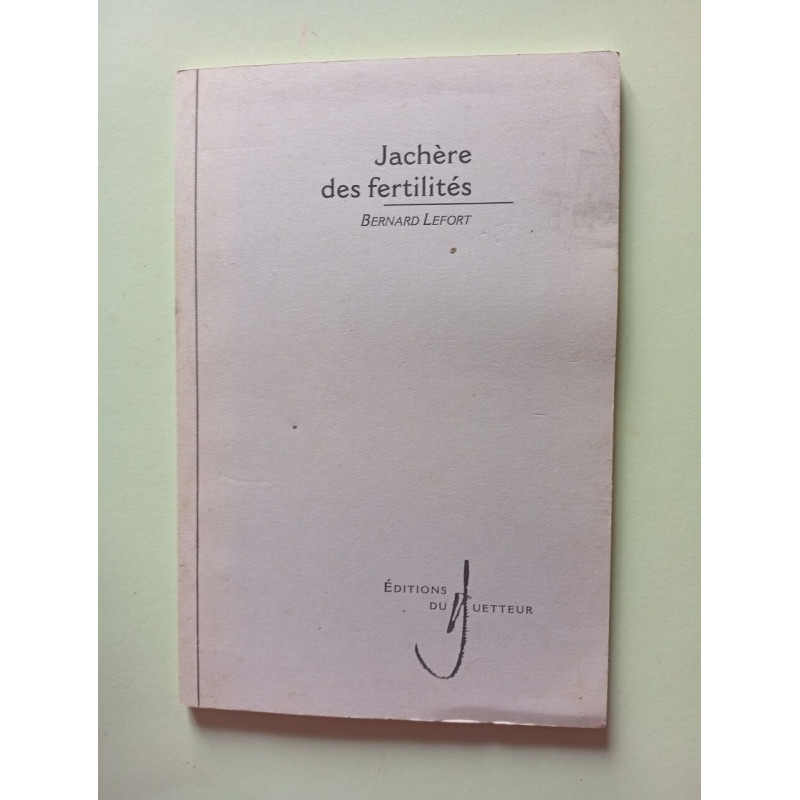 Jachère
des fertilités
BERNARD LEFORT
ÉDITIONS
DU GUETTEUR